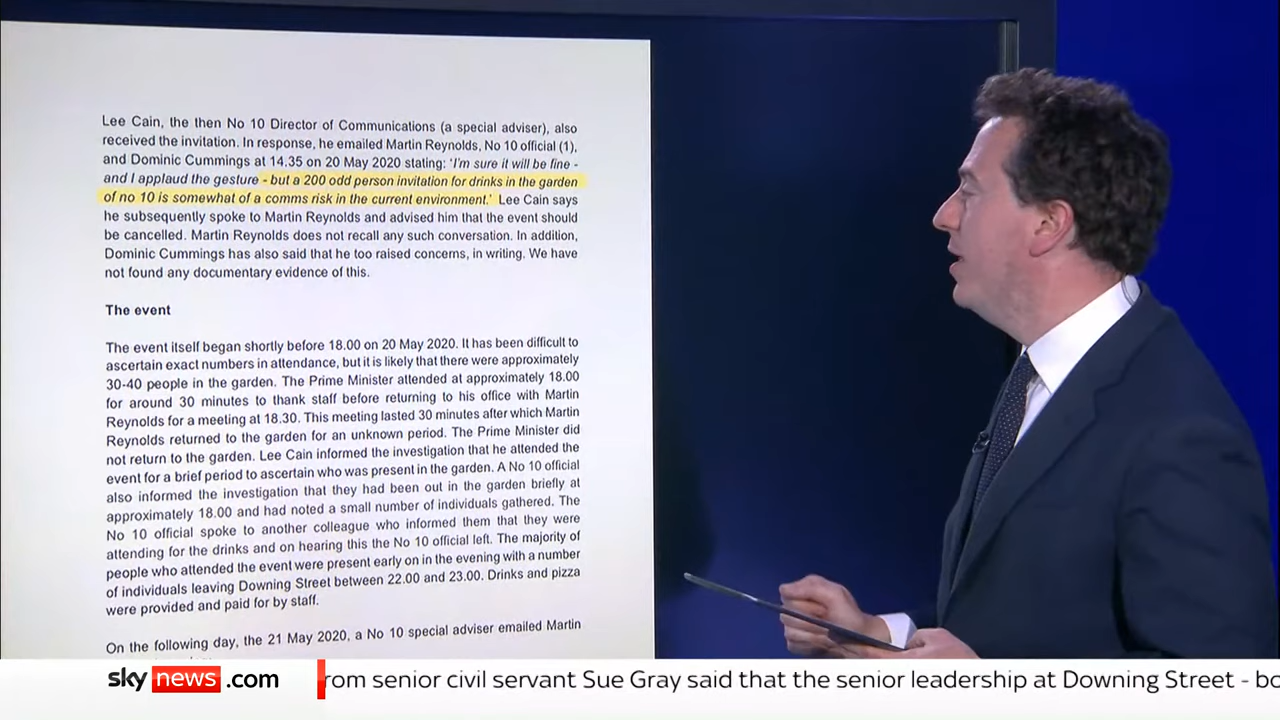 Lee Cain, the then No 10 Director of Communications (a special adviser), also
received the invitation. In response, he emailed Martin Reynolds, No 10 official (1),
and Dominic Cummings at 14.35 on 20 May 2020 stating: 'I'm sure it will be fine -
and I applaud the gesture - but a 200 odd person invitation for drinks in the garden
of no 10 is somewhat of a comms risk in the current environment.' Lee Cain says
he subsequently spoke to Martin Reynolds and advised him that the event should
be cancelled. Martin Reynolds does not recall any such conversation. In addition,
Dominic Cummings has also said that he too raised concerns, in writing. We have
not found any documentary evidence of this.
The event
The event itself began shortly before 18.00 on 20 May 2020. It has been difficult to
ascertain exact numbers in attendance, but it is likely that there were approximately
30-40 people in the garden. The Prime Minister attended at approximately 18.00
for around 30 minutes to thank staff before returning to his office with Martin
Reynolds for a meeting at 18.30. This meeting lasted 30 minutes after which Martin
Reynolds returned to the garden for an unknown period. The Prime Minister did
not return to the garden. Lee Cain informed the investigation that he attended the
event for a brief period to ascertain who was present in the garden. A No 10 official
also informed the investigation that they had been out in the garden briefly at
approximately 18.00 and had noted a small number of individuals gathered. The
No 10 official spoke to another colleague who informed them that they were
attending for the drinks and on hearing this the No 10 official left. The majority of
people who attended the event were present early on in the evening with a number
of individuals leaving Downing Street between 22.00 and 23.00. Drinks and pizza
were provided and paid for by staff.
On the following day, the 21 May 2020, a No 10 special adviser emailed Martin
sky news .com
rom senior civil servant Sue Gray said that the senior leadership at Downing Street - bo